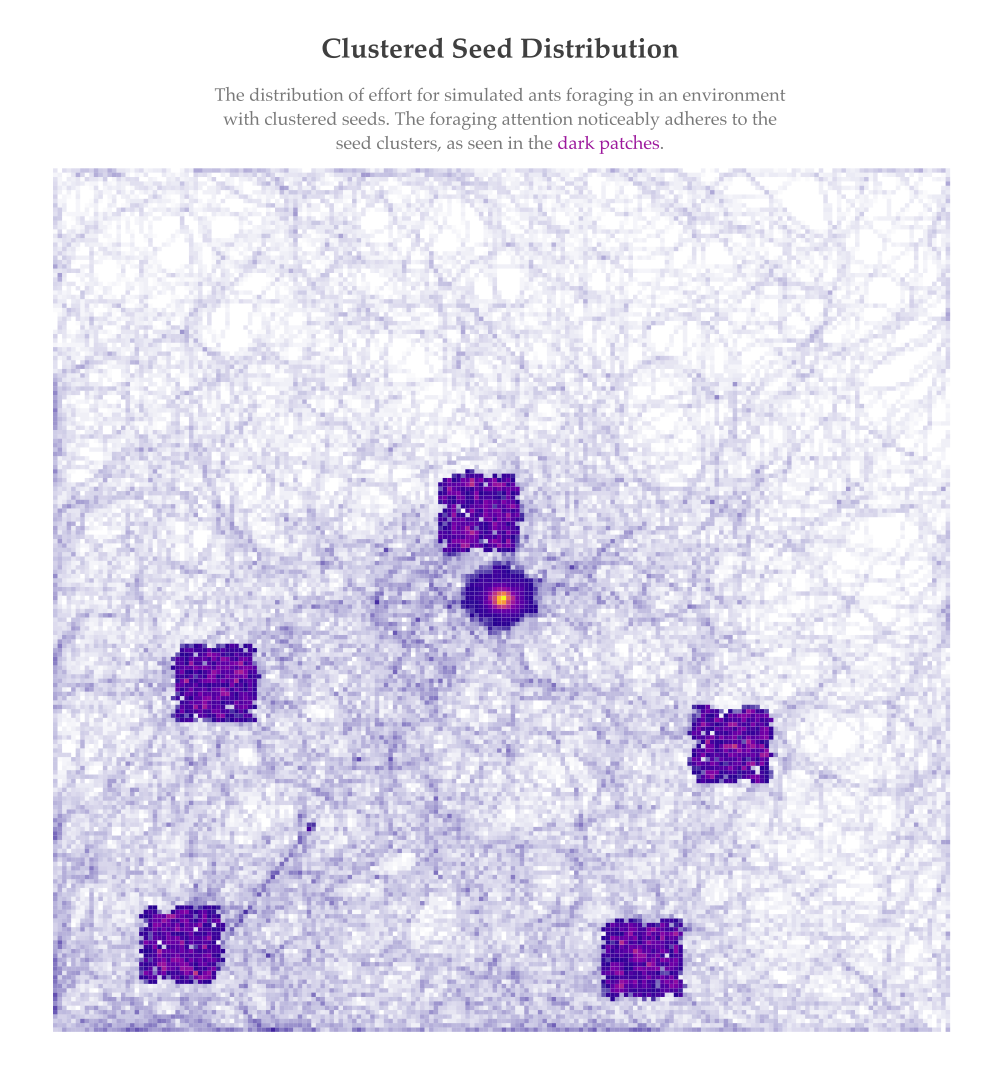 Clustered Seed Distribution
The distribution of effort for simulated ants foraging in an environment
with clustered seeds. The foraging attention noticeably adheres to the
seed clusters, as seen in the dark patches.